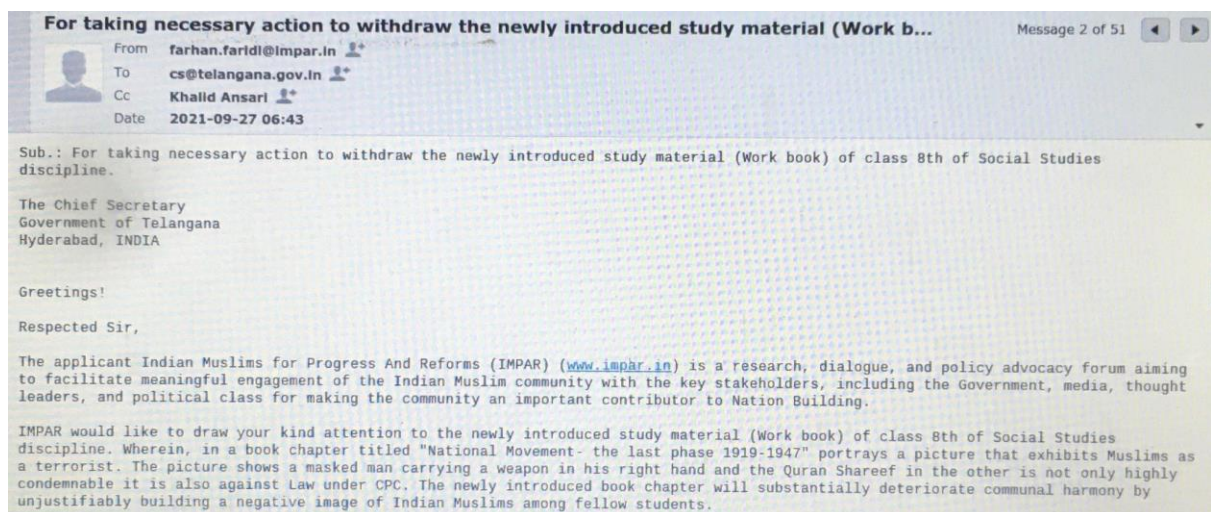 For taking necessary action to withdraw the newly introduced study material (Work b...
Message 2 of 51
From farhan.faridi@impar.in
To cs@telangana.gov.in
Cc Khalid Ansari
Date 2021-09-27 06:43
Sub.: For taking necessary action to withdraw the newly introduced study material (Work book) of class 8th of Social Studies
discipline.
The Chief Secretary
Government of Telangana
Hyderabad, INDIA
Greetings!
Respected Sir,
The applicant Indian Muslims for Progress And Reforms (IMPAR) (www.impar.in) is a research, dialogue, and policy advocacy forum aiming
to facilitate meaningful engagement of the Indian Muslim community with the key stakeholders, including the Government, media, thought
leaders, and political class for making the community an important contributor to Nation Building.
IMPAR would like to draw your kind attention to the newly introduced study material (Work book) of class 8th of Social Studies
discipline. Wherein, in a book chapter titled "National Movement- the last phase 1919-1947" portrays a picture that exhibits Muslims as
a terrorist. The picture shows a masked man carrying a weapon in his right hand and the Quran Shareef in the other is not only highly
condemnable it is also against Law under CPC. The newly introduced book chapter will substantially deteriorate communal harmony by
unjustifiably building a negative image of Indian Muslims among fellow students.